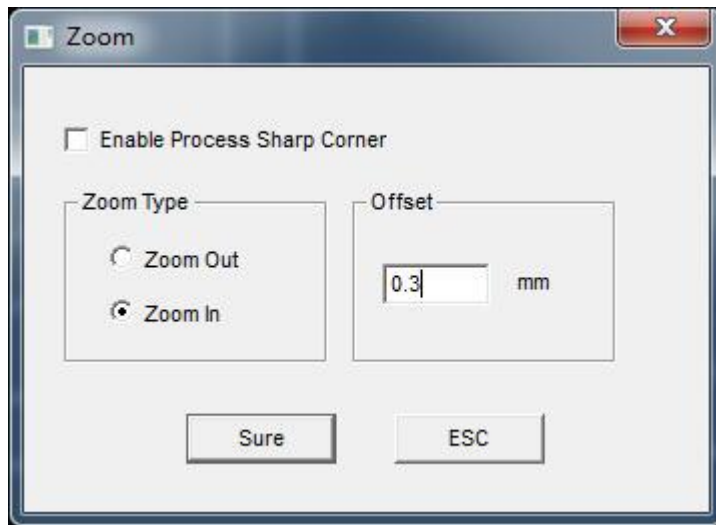 Zoom
Enable Process Sharp Corner
Zoom Type
Zoom Out
Zoom In
Offset
0.3 mm
Sure
ESC